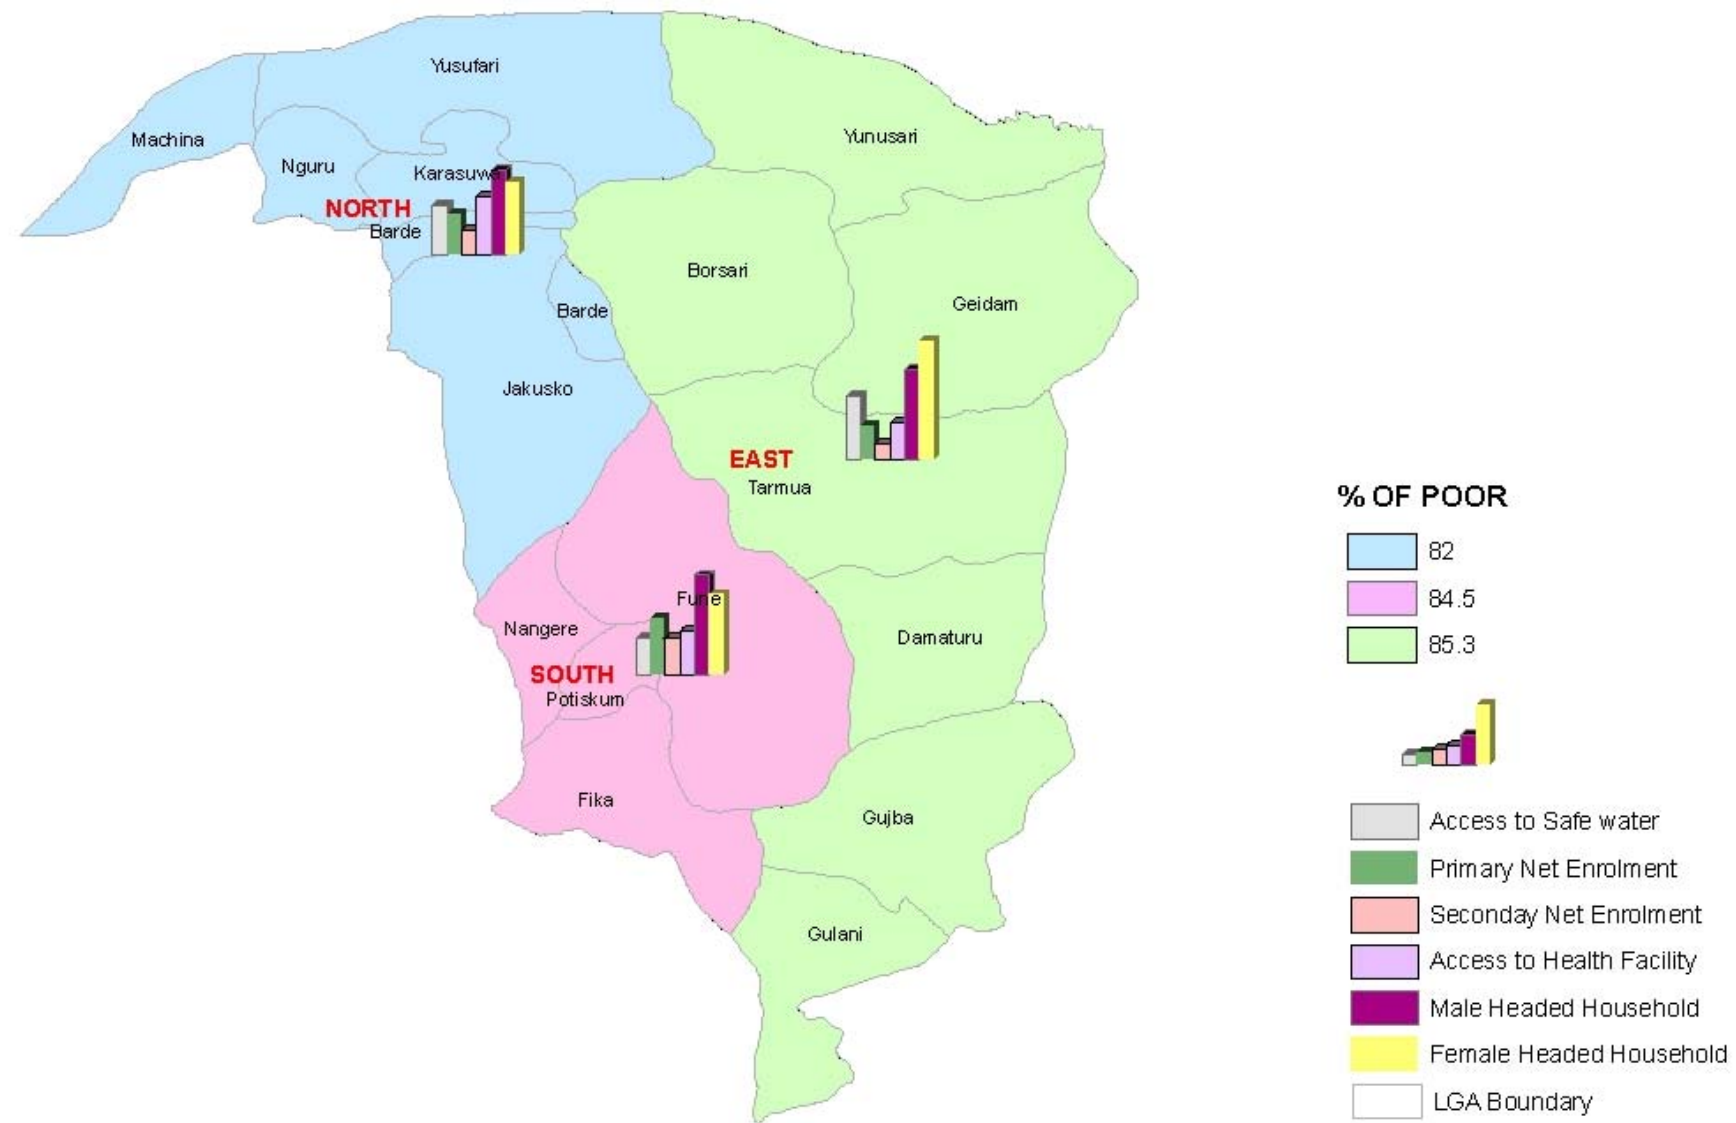 Yusufari
Machina
Yunusari
Nguru
Karasuwa
NORTH
Barde
Borsari
Geidam
Barde
Jakusko
EAST
Tarmua
Fune
Nangere
Damaturu
SOUTH
Potiskum
Fika
Gujba
Gulani
% OF POOR
82
84.5
85.3
Access to Safe water
Primary Net Enrolment
Seconday Net Enrolment
Access to Health Facility
Male Headed Household
Female Headed Household
LGA Boundary